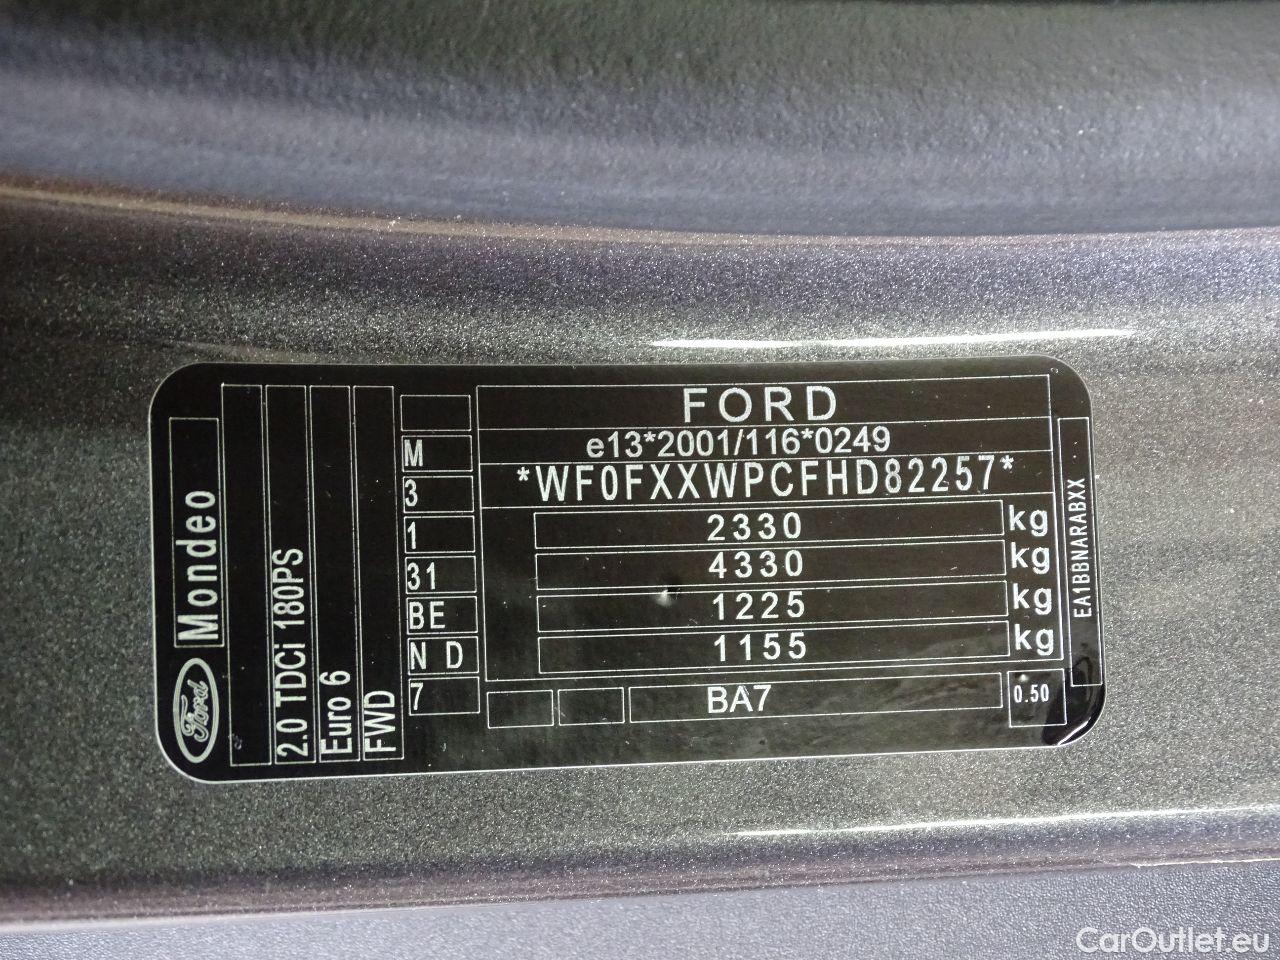 FORD
e13*2001/116*0249
*WF0FXXWPCFHD82257*
2330 kg
4330 kg
1225 kg
1155 kg
BA7
0.50
M
3
1
31
BE
N D
7
Ford Mondeo
2.0 TDCi 180PS
Euro 6
FWD
EA1BBNARABXX
CarOutlet.eu